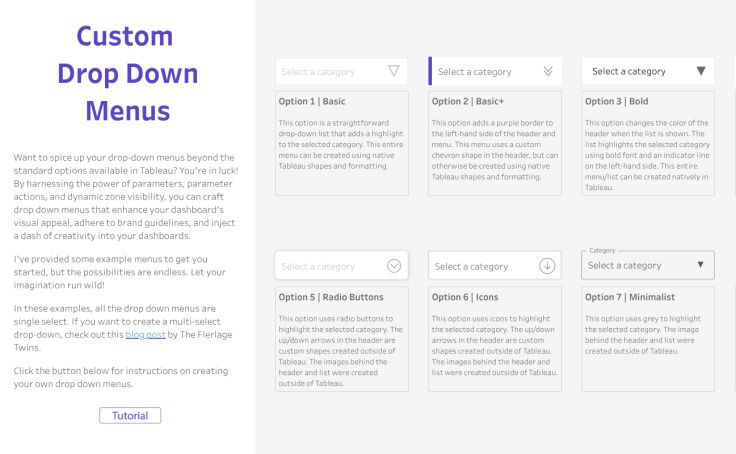 Custom
Drop Down
Menus
Want to spice up your drop-down menus beyond the
standard options available in Tableau? You're in luck!
By harnessing the power of parameters, parameter
actions, and dynamic zone visibility, you can craft
drop down menus that enhance your dashboard's
visual appeal, adhere to brand guidelines, and inject
a dash of creativity into your dashboards.
I've provided some example menus to get you
started, but the possibilities are endless. Let your
imagination run wild!
In these examples, all the drop down menus are
single select. If you want to create a multi-select
drop-down, check out this blog post by The Flerlage
Twins.
Click the button below for instructions on creating
your own drop down menus.
Tutorial
Select a category
Option 1 | Basic
This option is a straightforward
drop-down list that adds a highlight
to the selected category. This entire
menu can be created using native
Tableau shapes and formatting.
Select a category
Option 2 | Basic+
This option adds a purple border to
the left-hand side of the header and
menu. This menu uses a custom
chevron shape in the header, but can
otherwise be created using native
Tableau shapes and formatting.
Select a category
Option 3 | Bold
This option changes the color of the
header when the list is shown. The
list highlights the selected category
using bold font and an indicator line
on the left-hand side. This entire
menu/list can be created natively in
Tableau.
Select a category
Option 5 | Radio Buttons
This option uses radio buttons to
highlight the selected category. The
up/down arrows in the header are
custom shapes created outside of
Tableau. The images behind the
header and list were created
outside of Tableau.
Select a category
Option 6 | Icons
This option uses icons to highlight
the selected category. The up/down
arrows in the header are custom
shapes created outside of Tableau.
The images behind the header and
list were created outside of Tableau.
Category
Select a category
Option 7 | Minimalist
This option uses grey to highlight
the selected category. The image
behind the header and list were
created outside of Tableau.